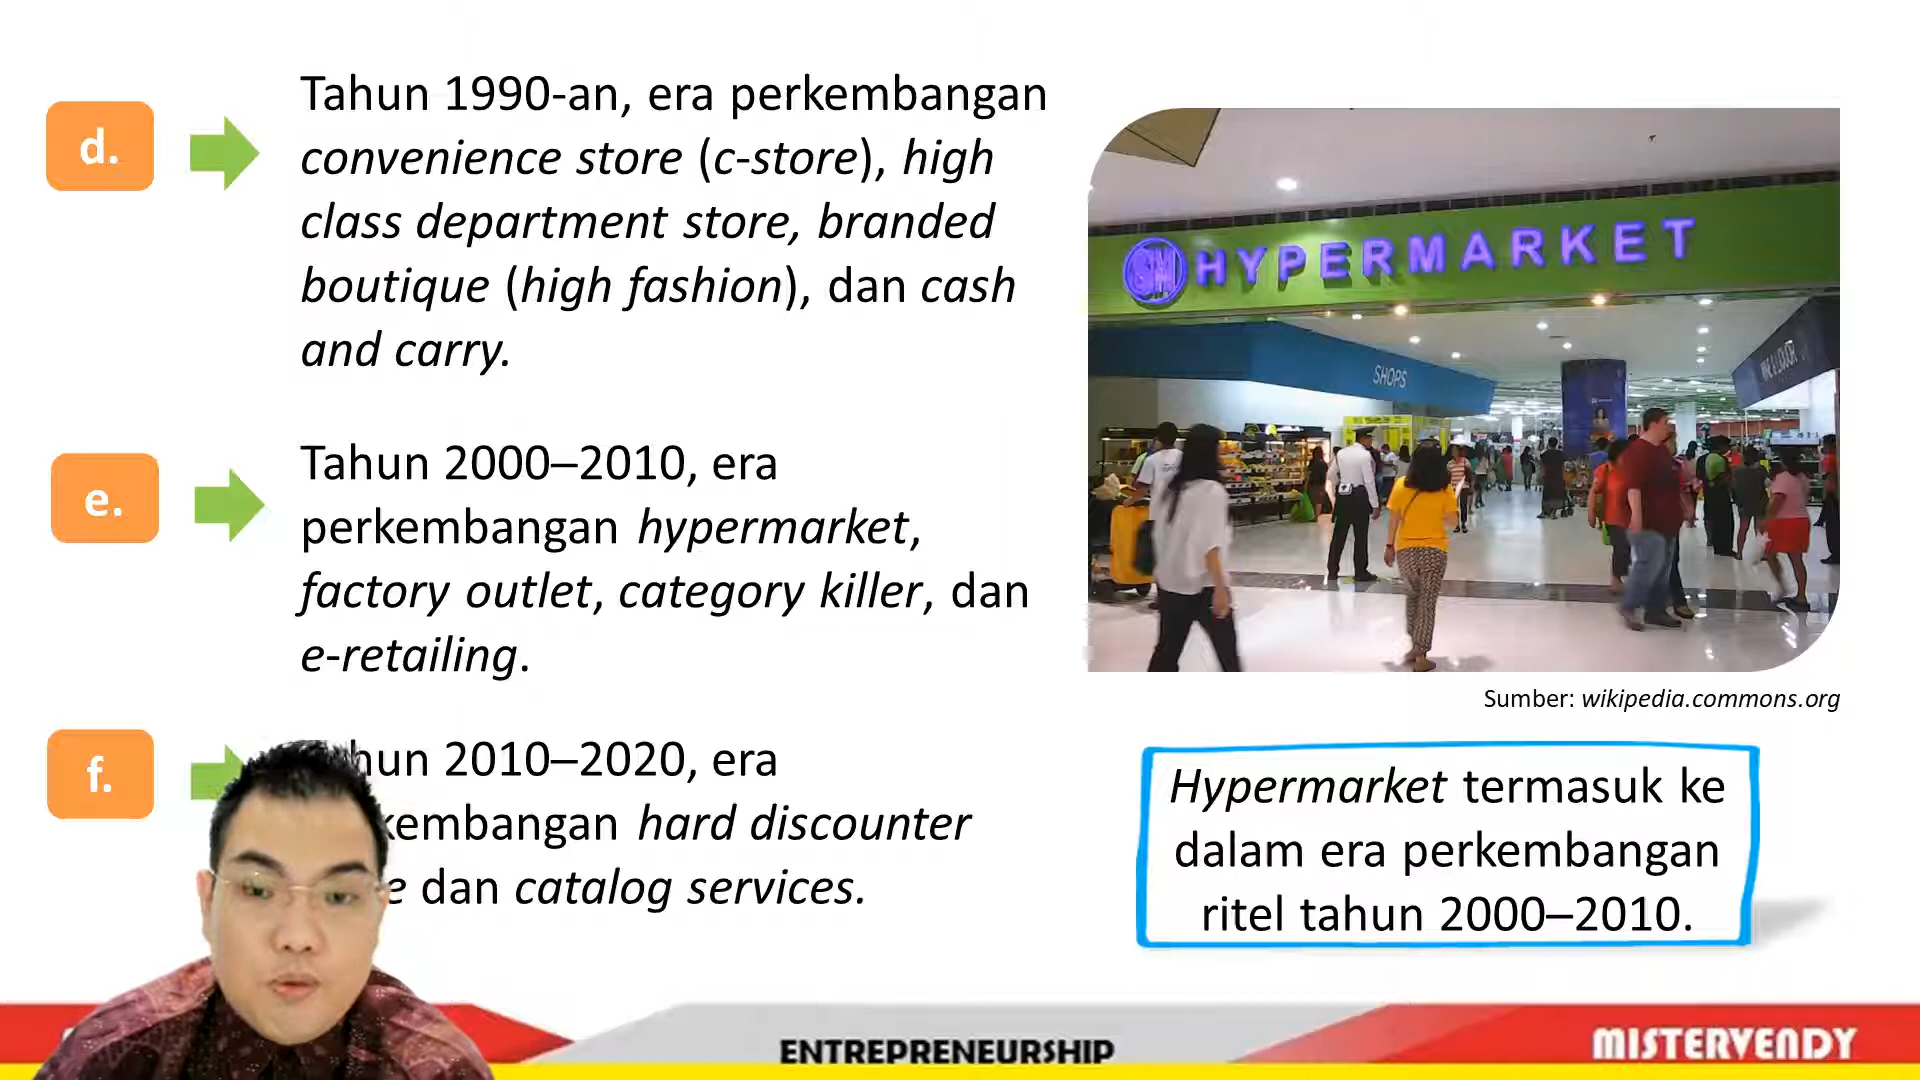 d.
Tahun 1990-an, era perkembangan
convenience store (c-store), high
class department store, branded
boutique (high fashion), dan cash
and carry.
e.
Tahun 2000–2010, era
perkembangan hypermarket,
factory outlet, category killer, dan
e-retailing.
f.
hun 2010–2020, era
kembangan hard discounter
e dan catalog services.
SM HYPERMARKET
SHOPS
WINE & LIQUOR
Sumber: wikipedia.commons.org
Hypermarket termasuk ke
dalam era perkembangan
ritel tahun 2000–2010.
ENTREPRENEURSHIP
MISTERVENDY